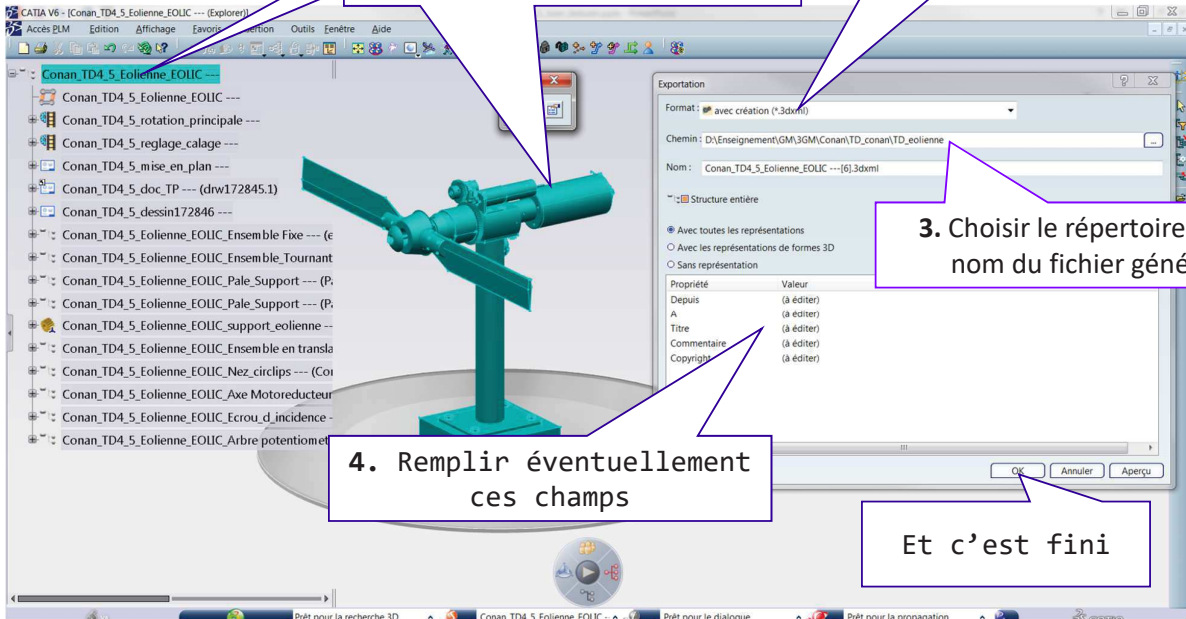 CATIA V6 - [Conan_TD4_5_Eolienne_EOLIC --- (Explorer)]
Accès PLM Edition Affichage Favoris Outils Fenêtre Aide
Conan_TD4_5_Eolienne_EOLIC ---
Conan_TD4_5_Eolienne_EOLIC ---
Conan_TD4_5_rotation_principale ---
Conan_TD4_5_reglage_calage ---
Conan_TD4_5_mise_en_plan ---
Conan_TD4_5_doc_TP --- (drw172845.1)
Conan_TD4_5_dessin172846 ---
Conan_TD4_5_Eolienne_EOLIC_Ensemble Fixe --- (e
Conan_TD4_5_Eolienne_EOLIC_Ensemble_Tournant
Conan_TD4_5_Eolienne_EOLIC_Pale_Support --- (Pa
Conan_TD4_5_Eolienne_EOLIC_Pale_Support --- (Pa
Conan_TD4_5_Eolienne_EOLIC_support_eolienne --
Conan_TD4_5_Eolienne_EOLIC_Ensemble en transla
Conan_TD4_5_Eolienne_EOLIC_Nez_circlips --- (Con
Conan_TD4_5_Eolienne_EOLIC_Axe Motoreducteur
Conan_TD4_5_Eolienne_EOLIC_Ecrou_d_incidence -
Conan_TD4_5_Eolienne_EOLIC_Arbre potentiomet
Exportation
Format : avec création (*.3dxml)
Chemin : D:\Enseignement\GM\3GM\Conan\TD_conan\TD_eolienne ...
Nom : Conan_TD4_5_Eolienne_EOLIC ---[6].3dxml
Structure entière
Avec toutes les représentations
Avec les représentations de formes 3D
Sans représentation
Propriété Valeur
Depuis (à éditer)
A (à éditer)
Titre (à éditer)
Commentaire (à éditer)
Copyright (à éditer)
OK Annuler Aperçu
3. Choisir le répertoire
nom du fichier géné
4. Remplir éventuellement
ces champs
Et c’est fini
Prêt pour la recherche 3D Conan_TD4_5_Eolienne_EOLIC -- Prêt pour le dialogue Prêt pour la propagation